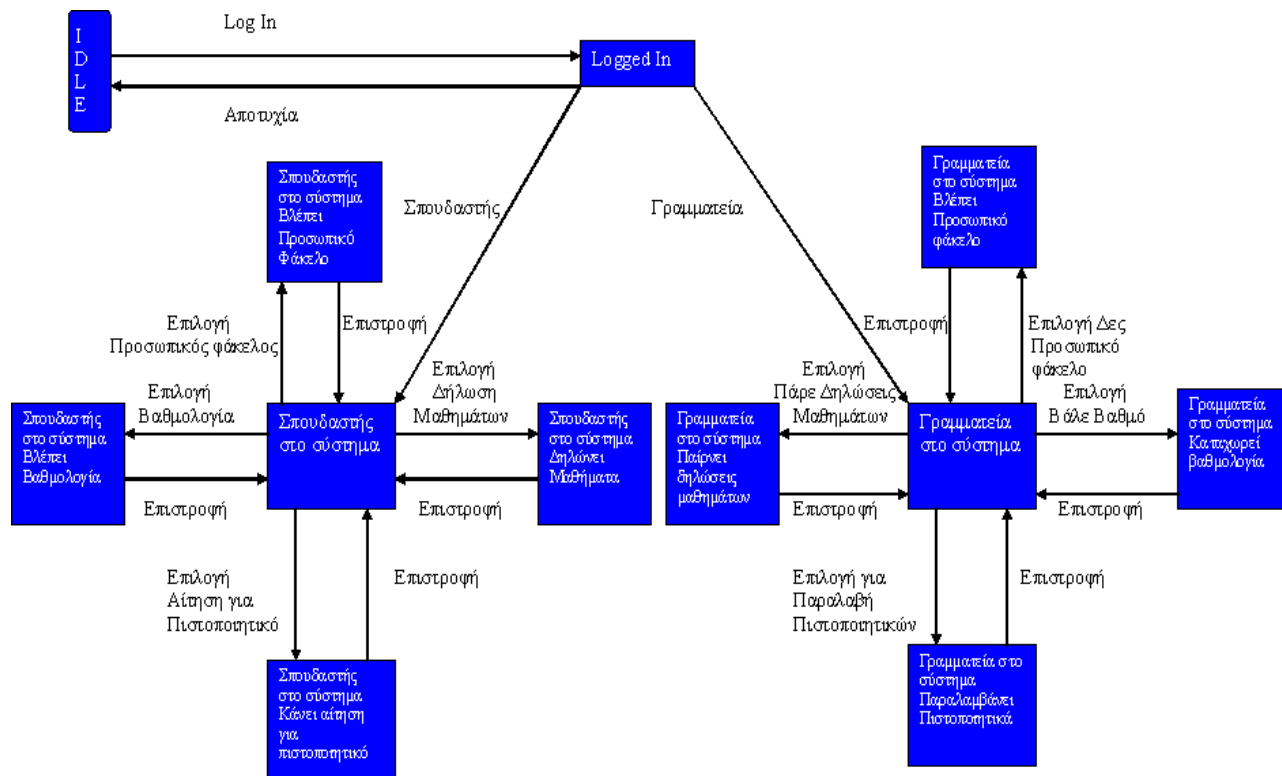 I
D
L
E
Log In
Logged In
Αποτυχία
Σπουδαστής
στο σύστημα
Βλέπει
Προσωπικό
Φάκελο
Σπουδαστής
Γραμματεία
Γραμματεία
στο σύστημα
Βλέπει
Προσωπικό
φάκελο
Επιλογή
Προσωπικός φάκελος
Επιστροφή
Επιστροφή
Επιλογή Δες
Προσωπικό
φάκελο
Επιλογή
Βαθμολογία
Επιλογή
Δήλωση
Μαθημάτων
Επιλογή
Πάρε Δηλώσεις
Μαθημάτων
Επιλογή
Βάλε Βαθμό
Σπουδαστής
στο σύστημα
Βλέπει
Βαθμολογία
Σπουδαστής
στο σύστημα
Σπουδαστής
στο σύστημα
Δηλώνει
Μαθήματα
Γραμματεία
στο σύστημα
Παίρνει
δηλώσεις
μαθημάτων
Γραμματεία
στο σύστημα
Γραμματεία
στο σύστημα
Καταχωρεί
βαθμολογία
Επιστροφή
Επιστροφή
Επιστροφή
Επιστροφή
Επιλογή
Αίτηση για
Πιστοποιητικό
Επιστροφή
Επιλογή για
Παραλαβή
Πιστοποιητικών
Επιστροφή
Σπουδαστής
στο σύστημα
Κάνει αίτηση
για
πιστοποιητικό
Γραμματεία στο
σύστημα
Παραλαμβάνει
Πιστοποιητικά